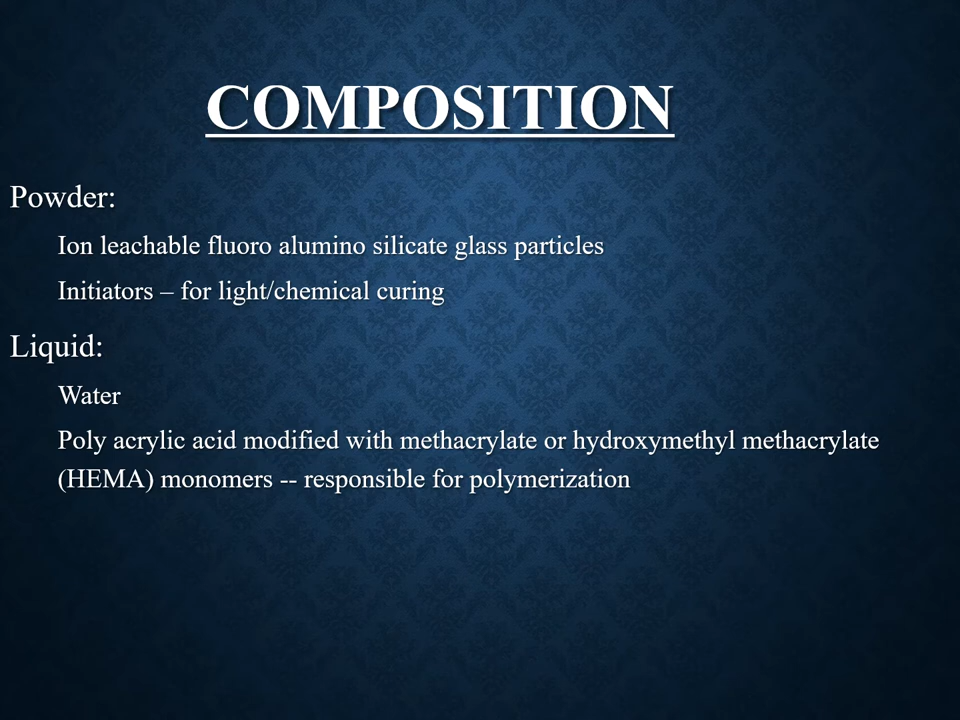 COMPOSITION
Powder:
Ion leachable fluoro alumino silicate glass particles
Initiators – for light/chemical curing
Liquid:
Water
Poly acrylic acid modified with methacrylate or hydroxymethyl methacrylate
(HEMA) monomers -- responsible for polymerization